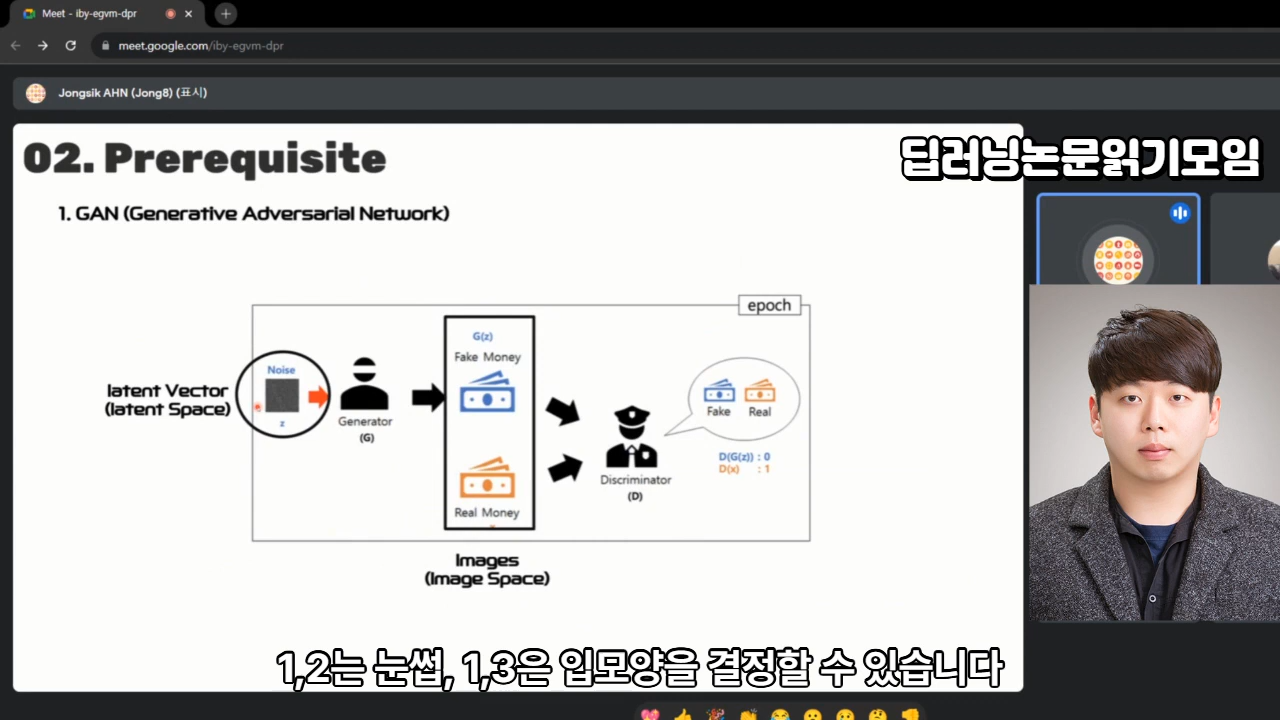 Meet - iby-egvm-dpr
meet.google.com/iby-egvm-dpr
Jongsik AHN (Jong8) (표시)
02. Prerequisite
딥러닝논문읽기모임
1. GAN (Generative Adversarial Network)
epoch
latent Vector
(latent Space)
Noise
z
Generator
(G)
G(z)
Fake Money
Real Money
Images
(Image Space)
Discriminator
(D)
Fake
Real
D(G(z)) : 0
D(x) : 1
1,2는 눈썹, 1,3은 입모양을 결정할 수 있습니다